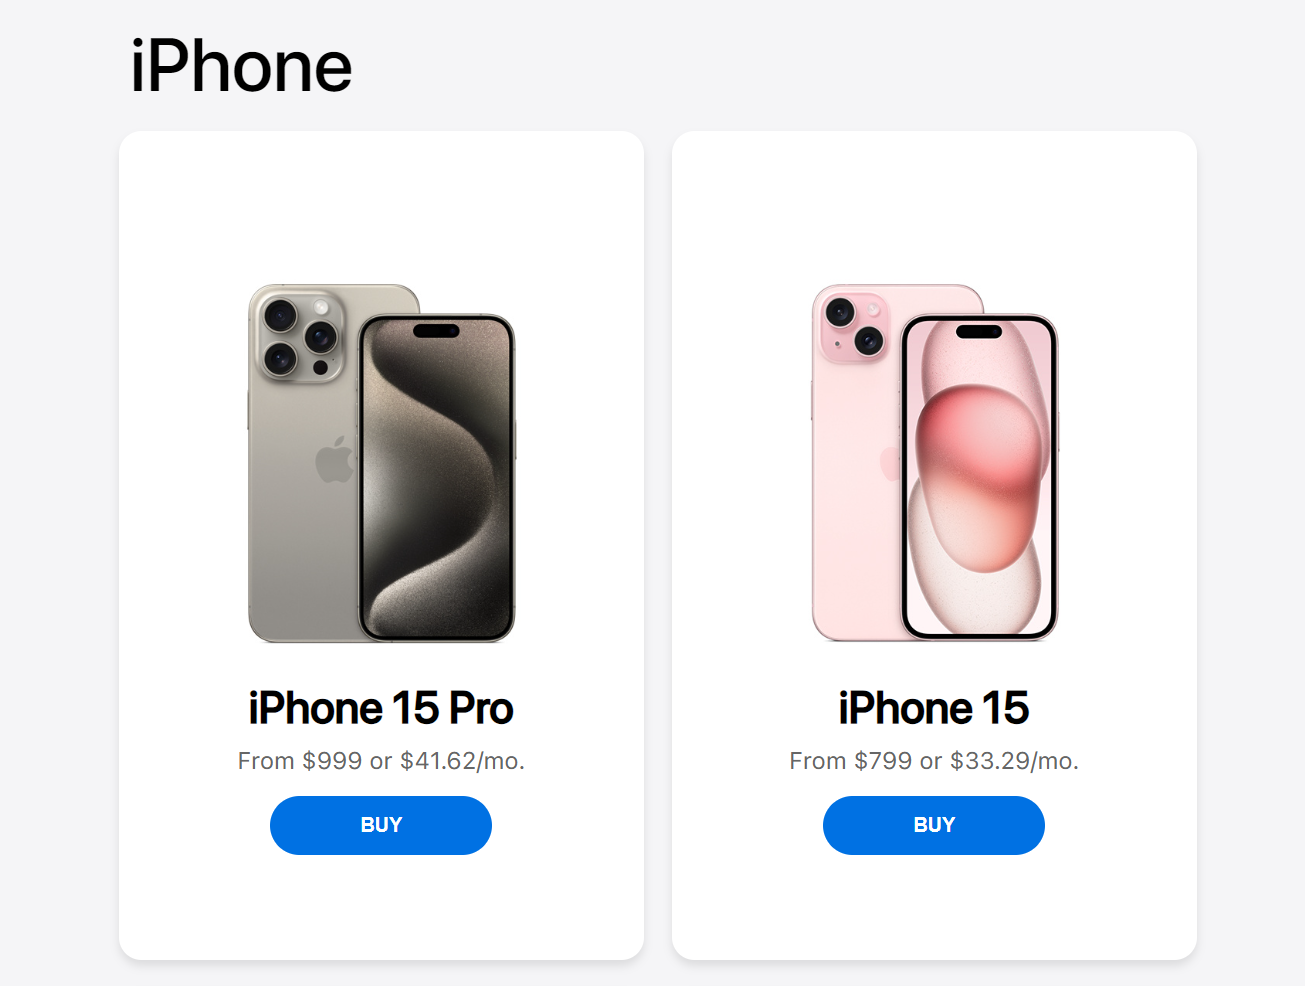 iPhone
iPhone 15 Pro
From $999 or $41.62/mo.
BUY
iPhone 15
From $799 or $33.29/mo.
BUY